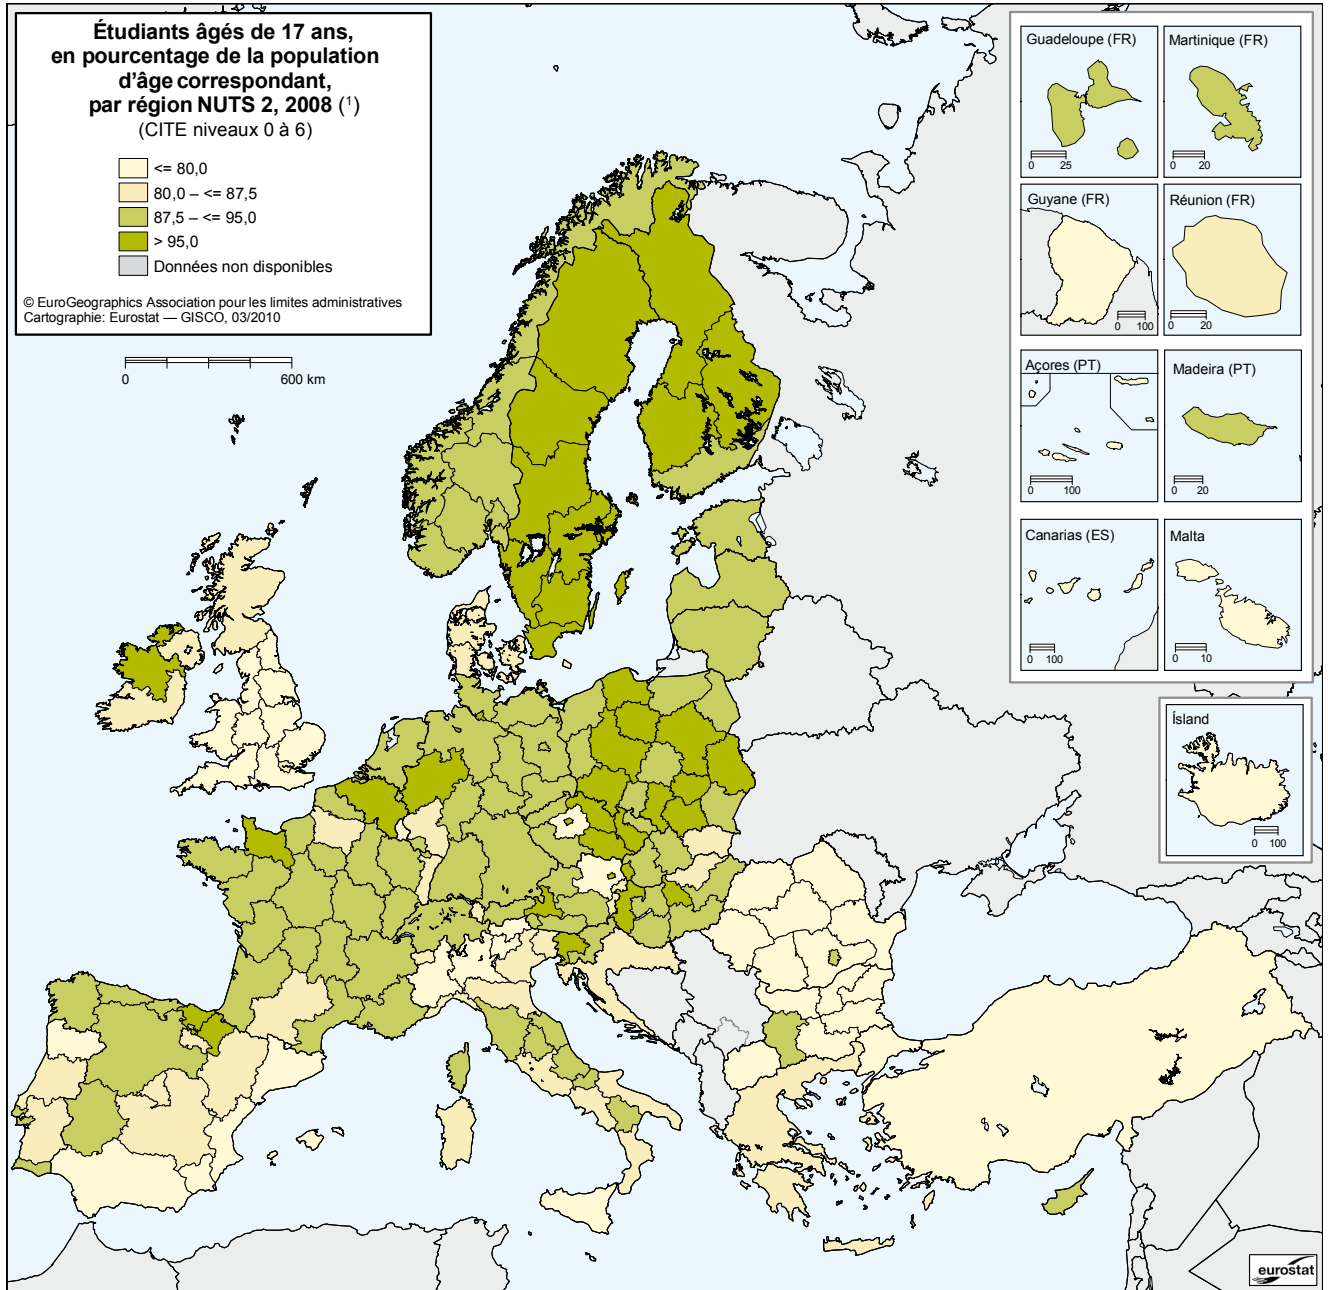 Étudiants âgés de 17 ans,
en pourcentage de la population
d'âge correspondant,
par région NUTS 2, 2008 (¹)
(CITE niveaux 0 à 6)
<= 80,0
80,0 – <= 87,5
87,5 – <= 95,0
> 95,0
Données non disponibles
© EuroGeographics Association pour les limites administratives
Cartographie: Eurostat — GISCO, 03/2010
0 600 km
Guadeloupe (FR)
0 25
Martinique (FR)
0 20
Guyane (FR)
0 100
Réunion (FR)
0 20
Açores (PT)
0 100
Madeira (PT)
0 20
Canarias (ES)
0 100
Malta
0 10
Ísland
0 100
eurostat